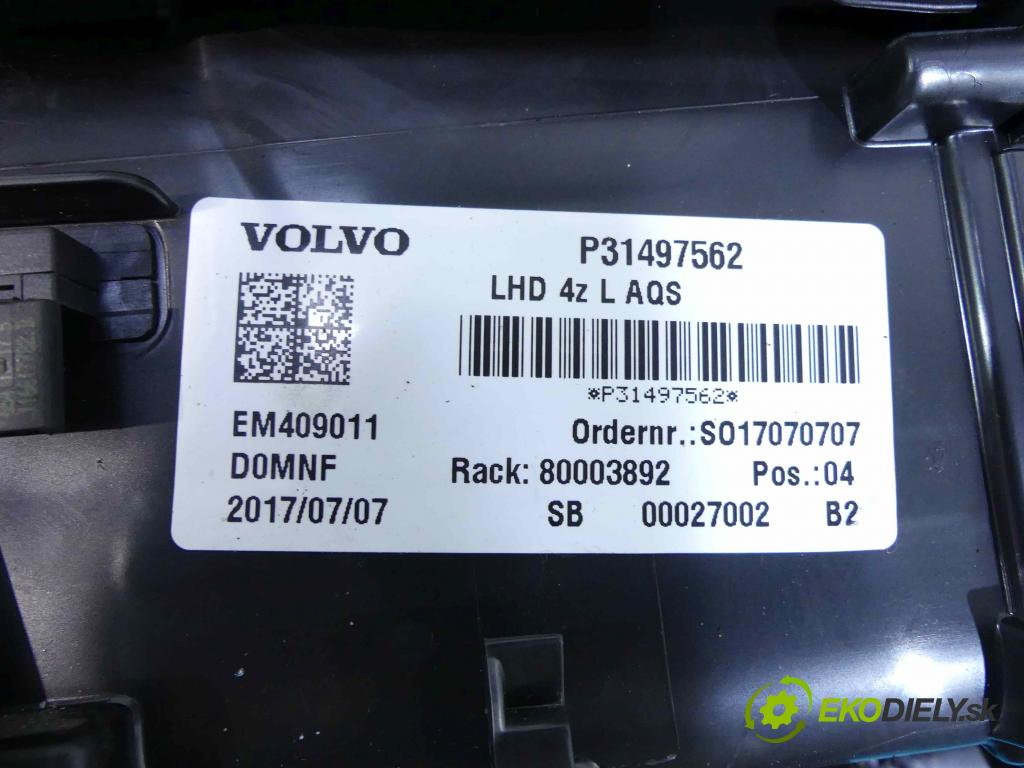 VOLVO P31497562
LHD 4z L AQS
*P31497562*
EM409011 Ordernr.:SO17070707
D0MNF Rack: 80003892 Pos.:04
2017/07/07 SB 00027002 B2
EKODIELY.sk